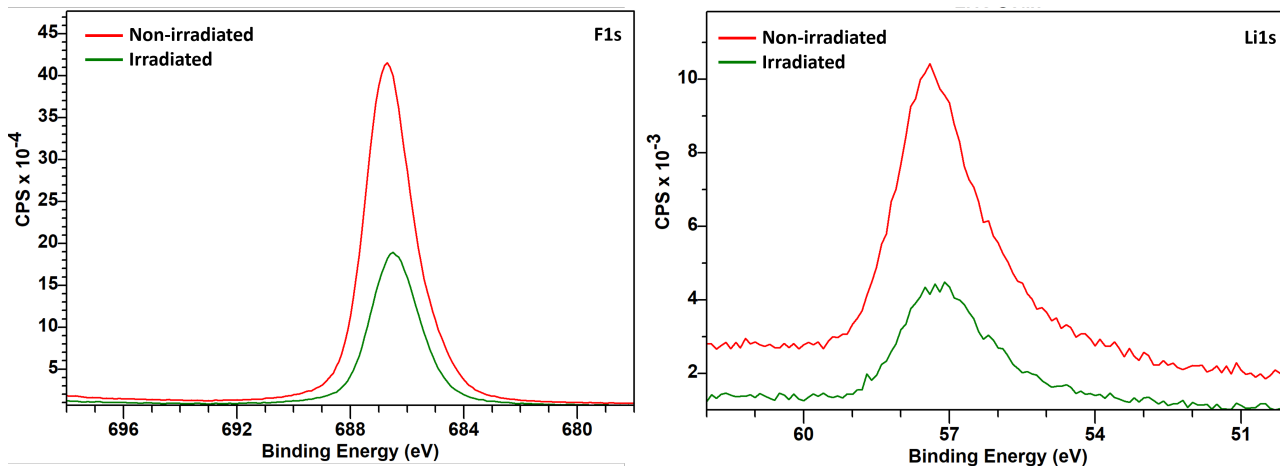 Non-irradiated
Irradiated
F1s
45
40
35
30
25
20
15
10
5
CPS x 10-4
696 692 688 684 680
Binding Energy (eV)
Non-irradiated
Irradiated
Li1s
10
8
6
4
2
CPS x 10-3
60 57 54 51
Binding Energy (eV)